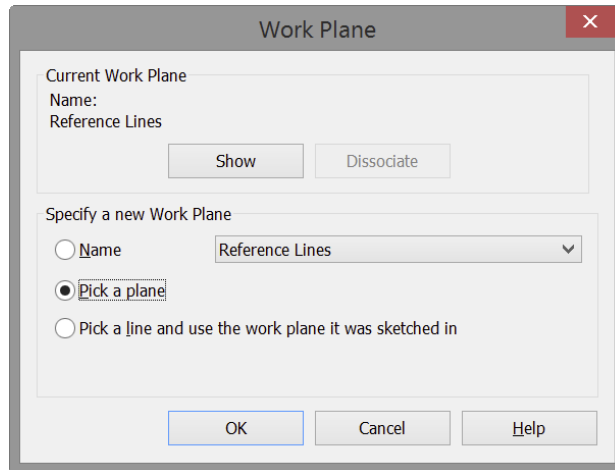 Work Plane
Current Work Plane
Name:
Reference Lines
Show Dissociate
Specify a new Work Plane
Name Reference Lines
Pick a plane
Pick a line and use the work plane it was sketched in
OK Cancel Help